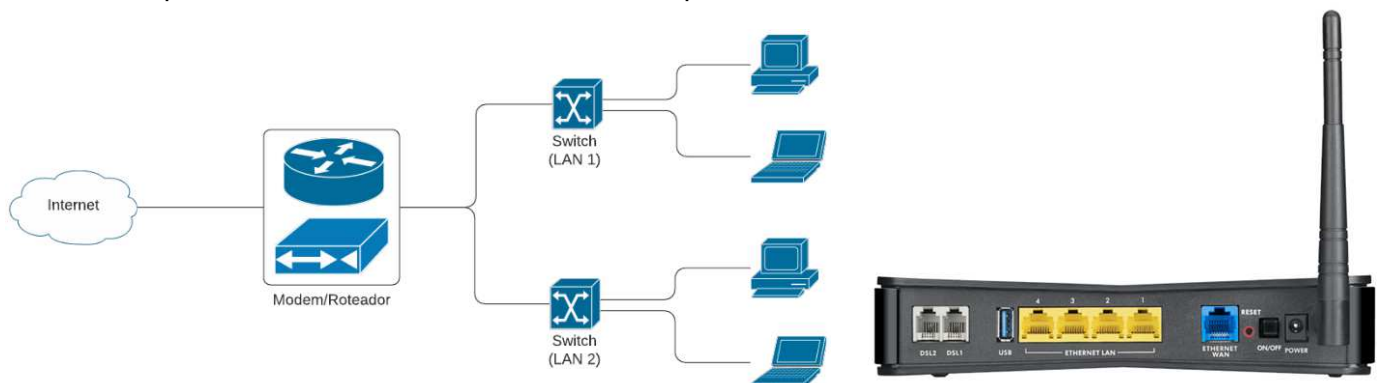 Internet
Modem/Roteador
Switch
(LAN 1)
Switch
(LAN 2)
DSL2 DSL1
USB
4 3 2 1
ETHERNET LAN
ETHERNET
WAN
RESET
ON/OFF
POWER